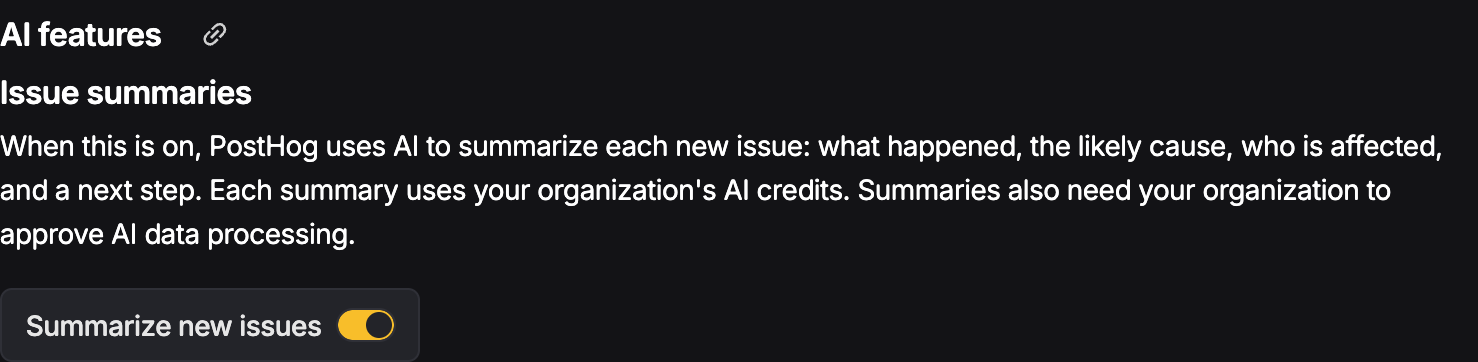 AI features
Issue summaries
When this is on, PostHog uses AI to summarize each new issue: what happened, the likely cause, who is affected,
and a next step. Each summary uses your organization's AI credits. Summaries also need your organization to
approve AI data processing.
Summarize new issues